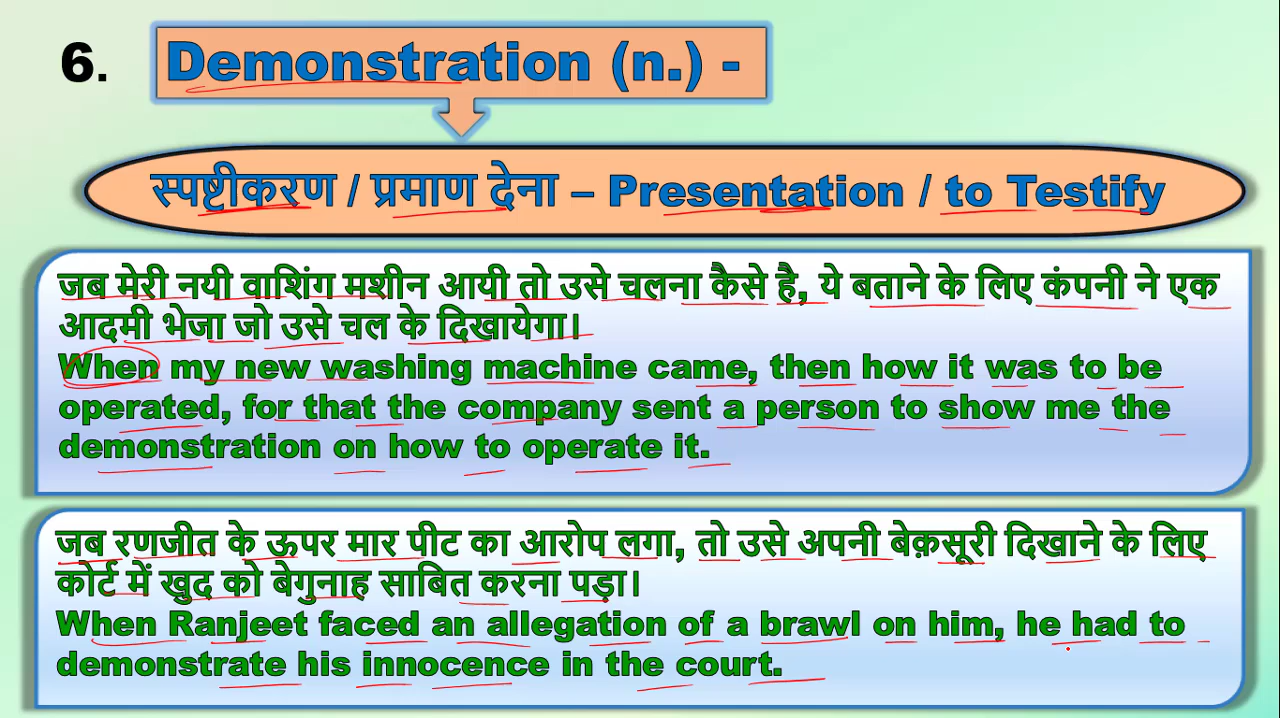 6. Demonstration (n.) -
स्पष्टीकरण / प्रमाण देना – Presentation / to Testify
जब मेरी नयी वाशिंग मशीन आयी तो उसे चलना कैसे है, ये बताने के लिए कंपनी ने एक
आदमी भेजा जो उसे चल के दिखायेगा।
When my new washing machine came, then how it was to be
operated, for that the company sent a person to show me the
demonstration on how to operate it.
जब रणजीत के ऊपर मार पीट का आरोप लगा, तो उसे अपनी बेक़सूरी दिखाने के लिए
कोर्ट में खुद को बेगुनाह साबित करना पड़ा।
When Ranjeet faced an allegation of a brawl on him, he had to
demonstrate his innocence in the court.